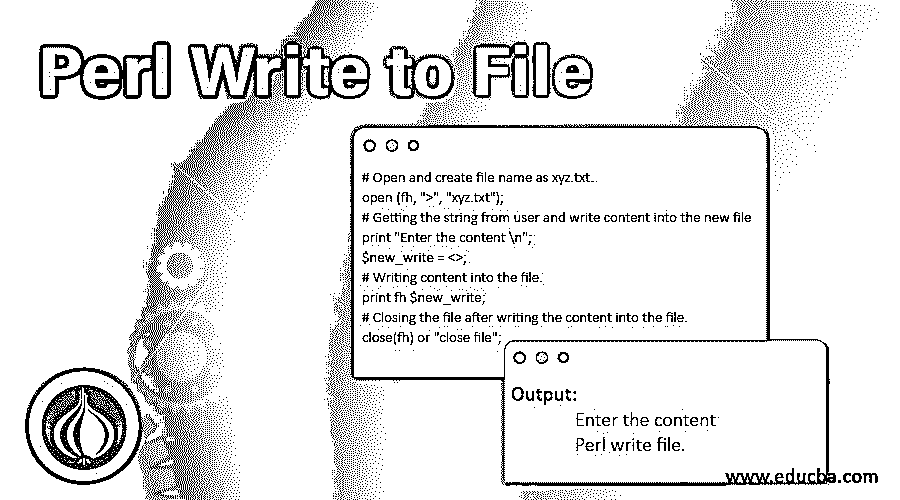 Perl Write to File
# Open and create file name as xyz.txt..
open (fh, ">", "xyz.txt");
# Getting the string from user and write content into the new file
print "Enter the content \n";
$new_write = <>;
# Writing content into the file.
print fh $new_write;
# Closing the file after writing the content into the file.
close(fh) or "close file";
Output:
Enter the content
Perl write file.
www.educba.com